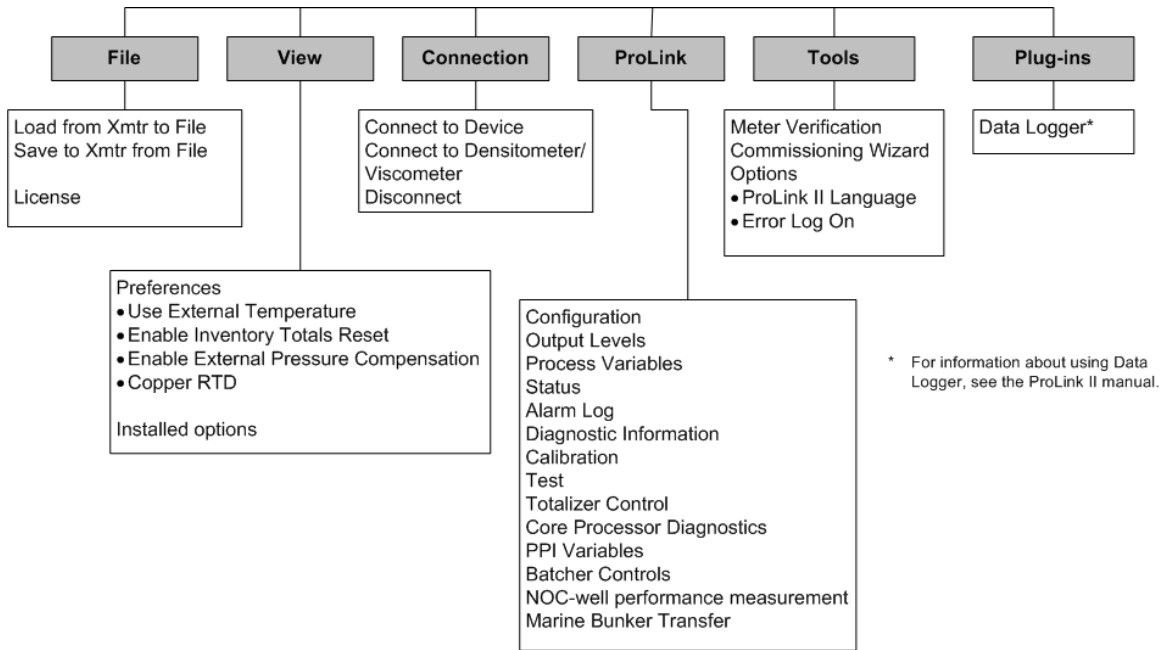 File
View
Connection
ProLink
Tools
Plug-ins
Load from Xmtr to File
Save to Xmtr from File
License
Preferences
• Use External Temperature
• Enable Inventory Totals Reset
• Enable External Pressure Compensation
• Copper RTD
Installed options
Connect to Device
Connect to Densitometer/
Viscometer
Disconnect
Configuration
Output Levels
Process Variables
Status
Alarm Log
Diagnostic Information
Calibration
Test
Totalizer Control
Core Processor Diagnostics
PPI Variables
Batcher Controls
NOC-well performance measurement
Marine Bunker Transfer
Meter Verification
Commissioning Wizard
Options
• ProLink II Language
• Error Log On
Data Logger*
* For information about using Data
Logger, see the ProLink II manual.